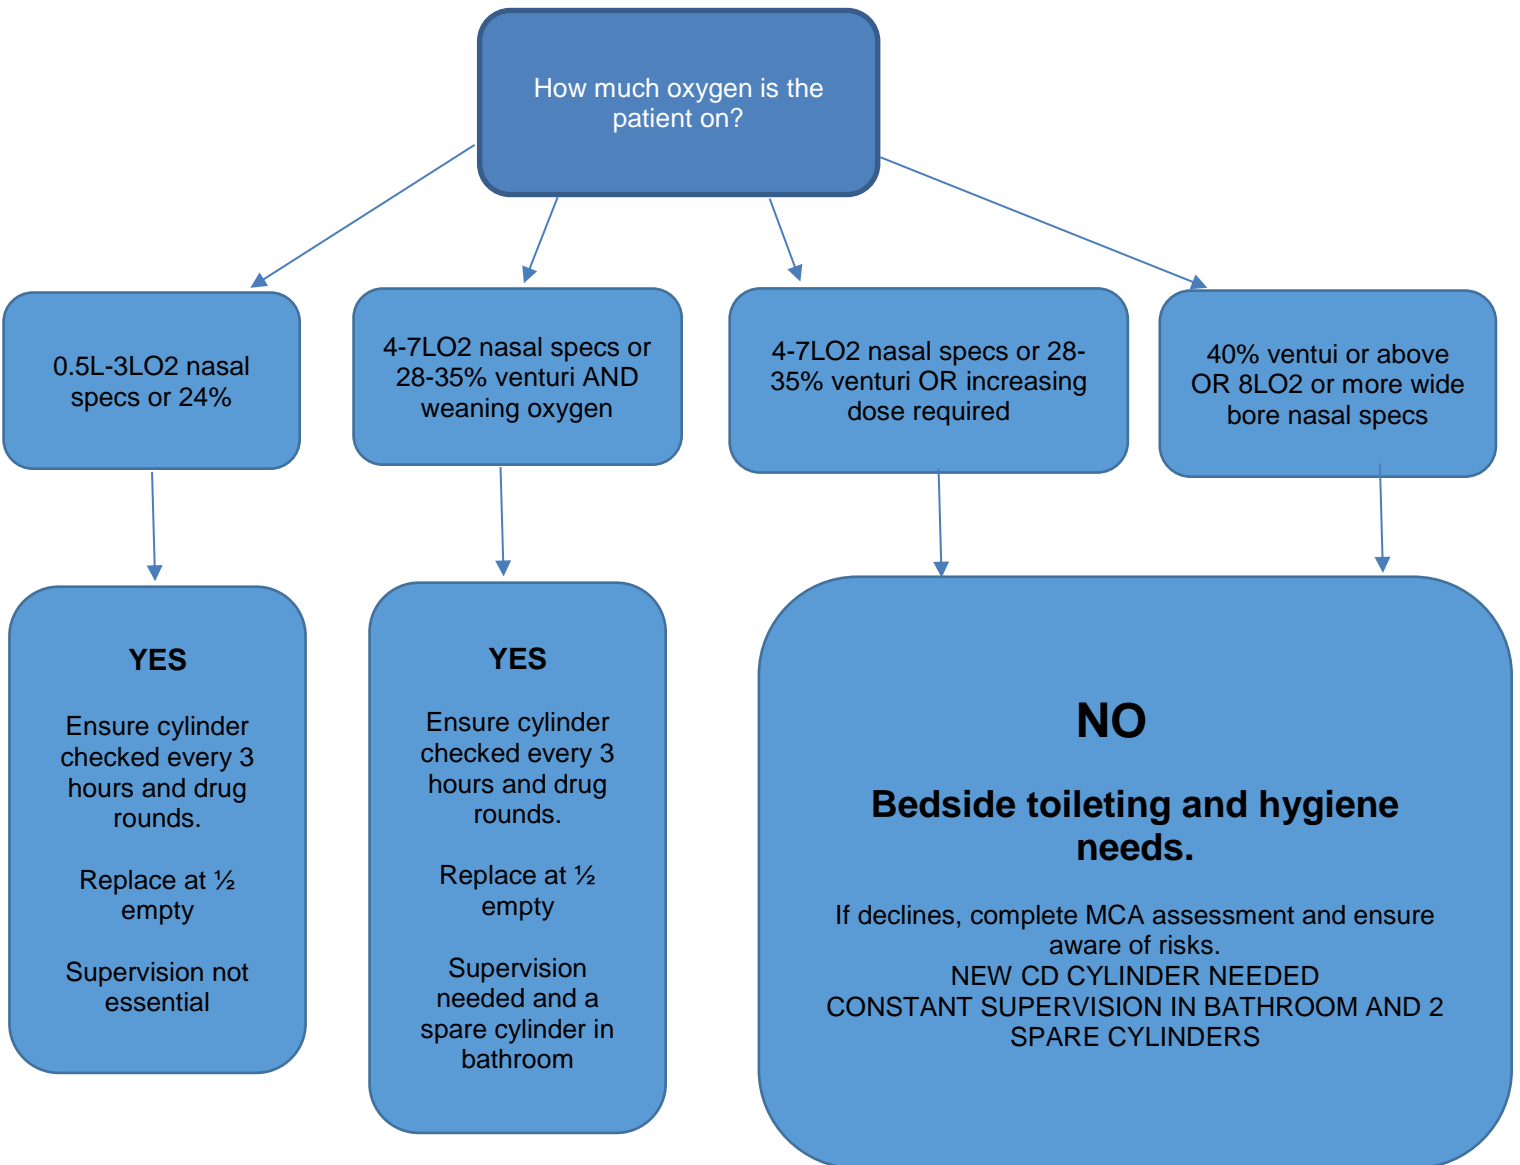 How much oxygen is the
patient on?
0.5L-3LO2 nasal
specs or 24%
4-7LO2 nasal specs or
28-35% venturi AND
weaning oxygen
4-7LO2 nasal specs or 28-
35% venturi OR increasing
dose required
40% ventui or above
OR 8LO2 or more wide
bore nasal specs
YES
Ensure cylinder
checked every 3
hours and drug
rounds.
Replace at ½
empty
Supervision not
essential
YES
Ensure cylinder
checked every 3
hours and drug
rounds.
Replace at ½
empty
Supervision
needed and a
spare cylinder in
bathroom
NO
Bedside toileting and hygiene
needs.
If declines, complete MCA assessment and ensure
aware of risks.
NEW CD CYLINDER NEEDED
CONSTANT SUPERVISION IN BATHROOM AND 2
SPARE CYLINDERS